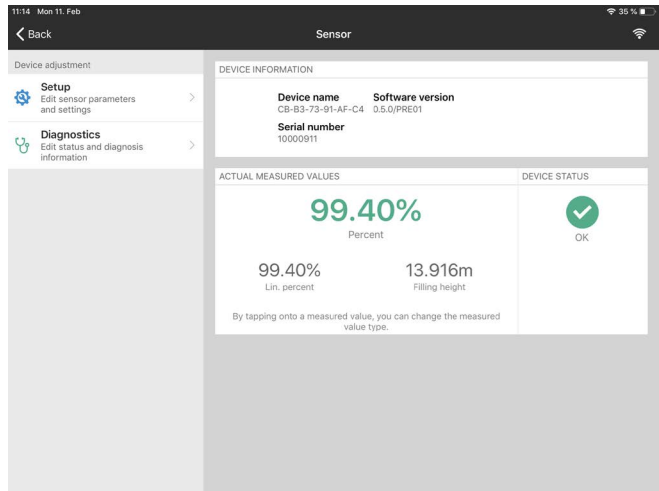 11:14 Mon 11. Feb
35 %
Back
Sensor
Device adjustment
Setup
Edit sensor parameters
and settings
Diagnostics
Edit status and diagnosis
information
DEVICE INFORMATION
Device name Software version
CB-B3-73-91-AF-C4 0.5.0/PRE01
Serial number
10000911
ACTUAL MEASURED VALUES
DEVICE STATUS
99.40%
Percent
OK
99.40% 13.916m
Lin. percent Filling height
By tapping onto a measured value, you can change the measured
value type.